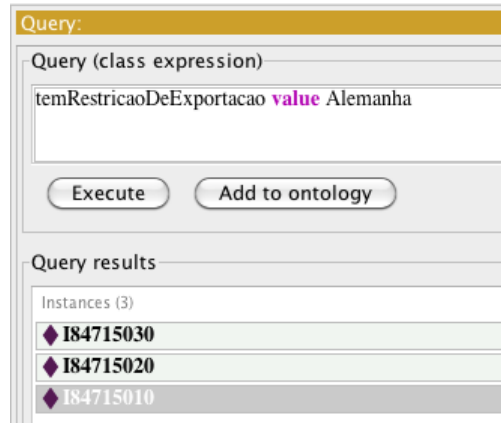 Query:
Query (class expression)
temRestricaoDeExportacao value Alemanha
Execute Add to ontology
Query results
Instances (3)
I84715030
I84715020
I84715010